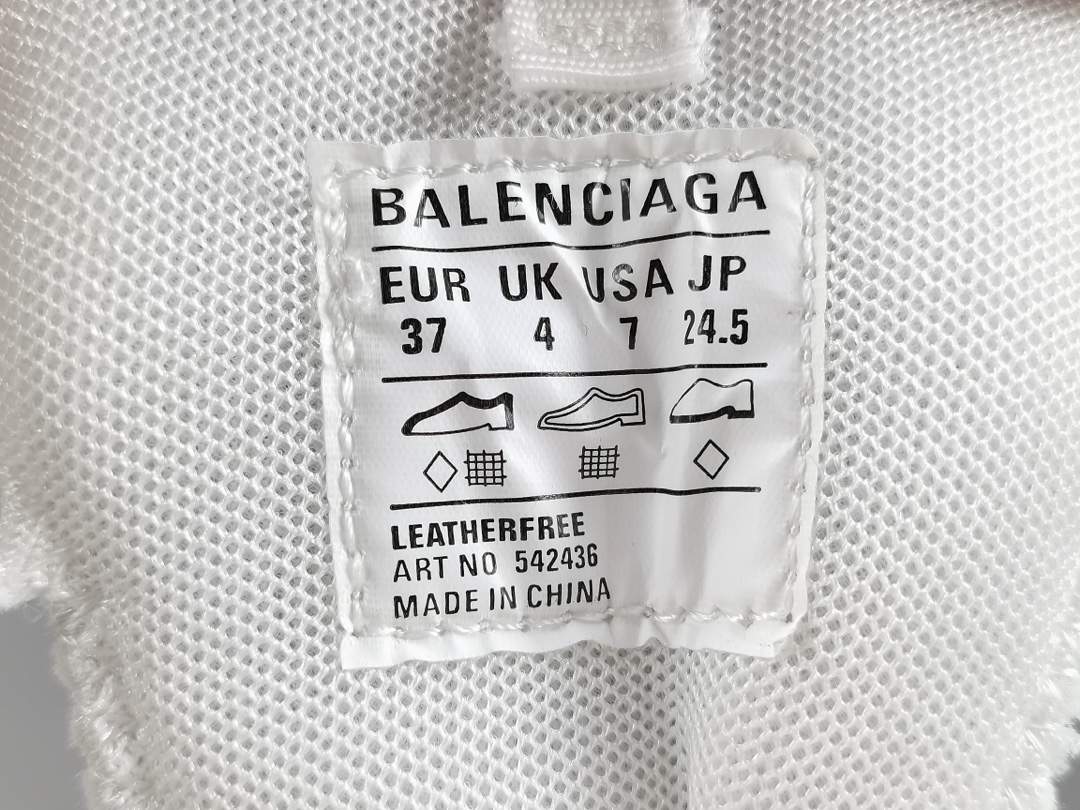 BALENCIAGA
EUR UK USA JP
37 4 7 24.5
LEATHERFREE
ART NO 542436
MADE IN CHINA